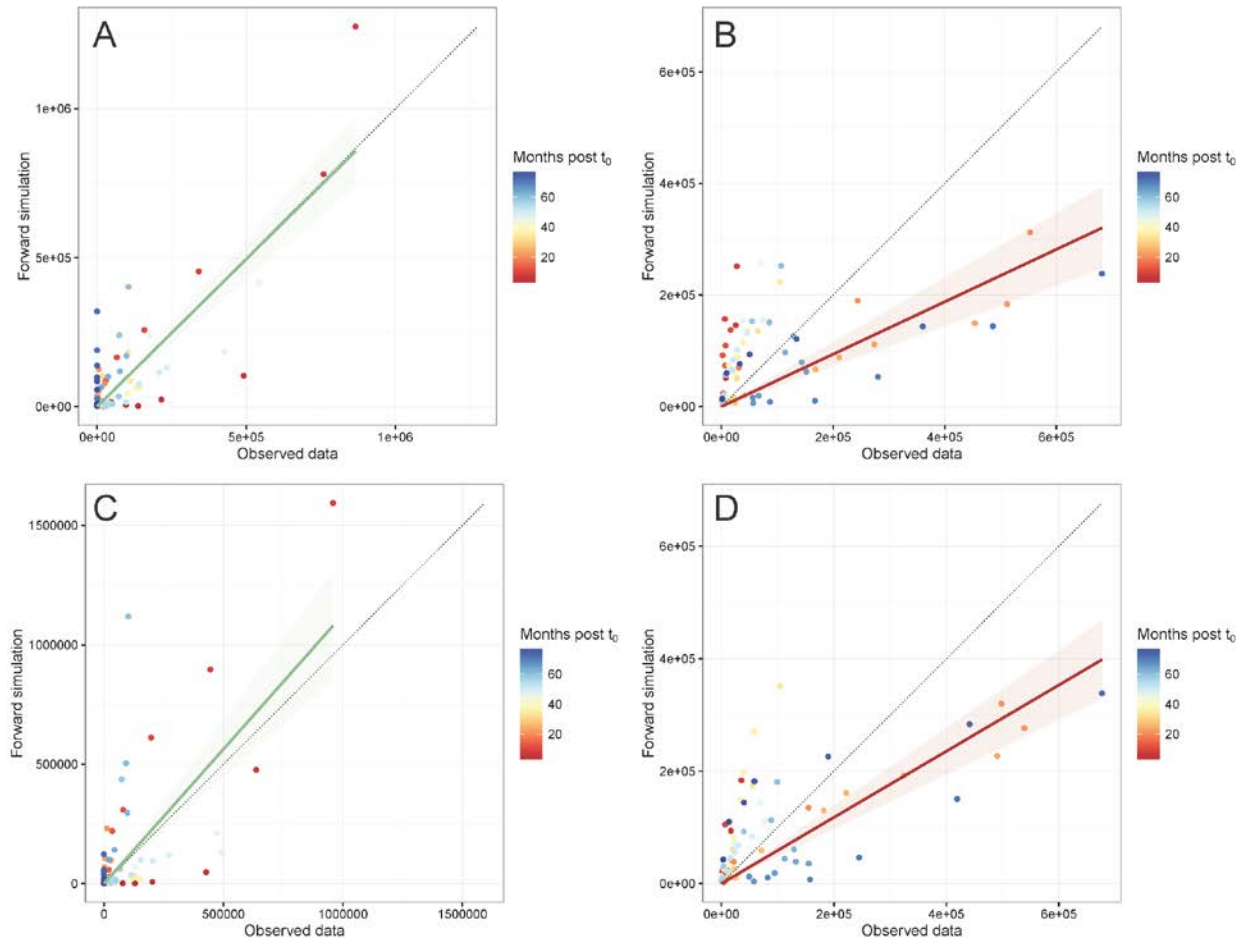 A
1e+06
5e+05
0e+00
Forward simulation
0e+00 5e+05 1e+06
Observed data
Months post t₀
60
40
20
B
6e+05
4e+05
2e+05
0e+00
Forward simulation
0e+00 2e+05 4e+05 6e+05
Observed data
Months post t₀
60
40
20
C
1500000
1000000
500000
0
Forward simulation
0 500000 1000000 1500000
Observed data
Months post t₀
60
40
20
D
6e+05
4e+05
2e+05
0e+00
Forward simulation
0e+00 2e+05 4e+05 6e+05
Observed data
Months post t₀
60
40
20